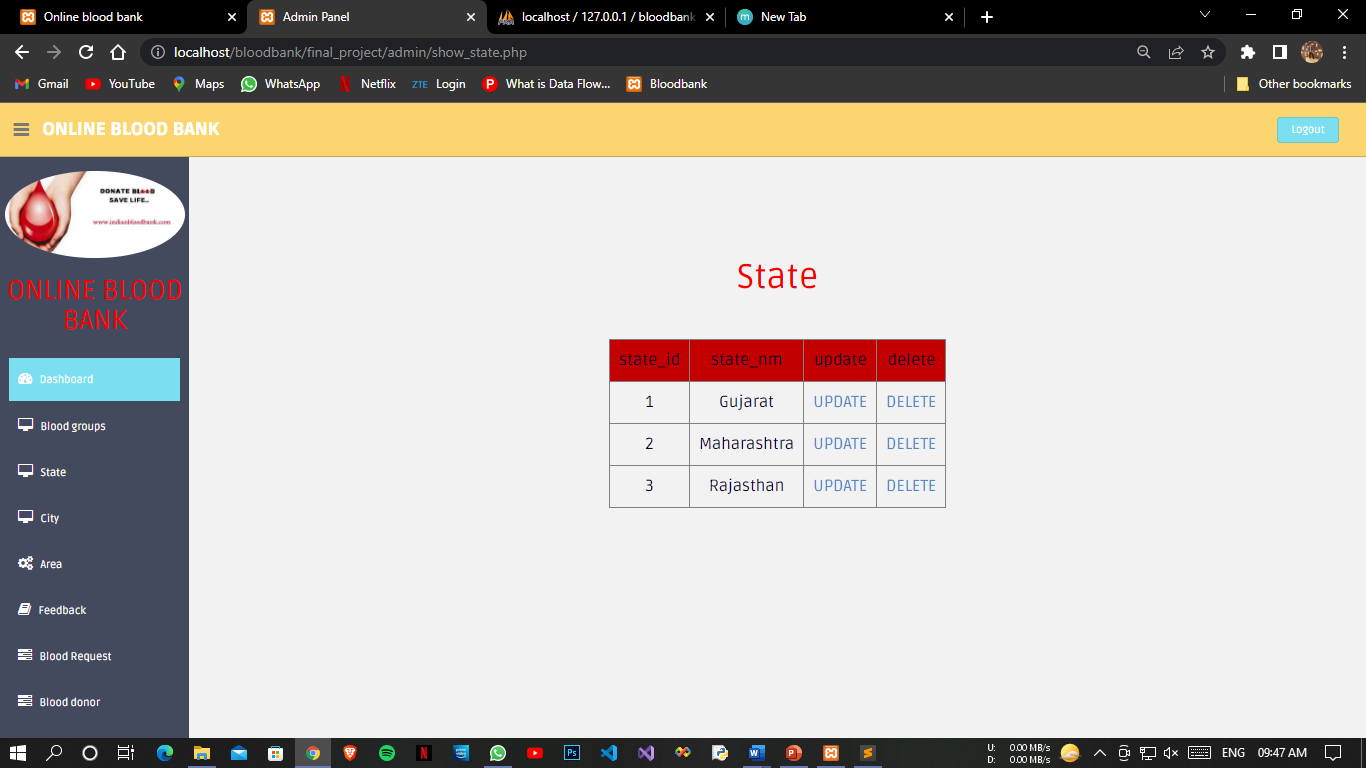 Online blood bank
Admin Panel
localhost / 127.0.0.1 / bloodbank
New Tab
localhost/bloodbank/final_project/admin/show_state.php
Gmail YouTube Maps WhatsApp Netflix ZTE Login What is Data Flow... Bloodbank Other bookmarks
ONLINE BLOOD BANK Logout
DONATE BLOOD
SAVE LIFE..
www.indianbloodbank.com
ONLINE BLOOD
BANK
Dashboard
Blood groups
State
City
Area
Feedback
Blood Request
Blood donor
State
state_id state_nm update delete
1 Gujarat UPDATE DELETE
2 Maharashtra UPDATE DELETE
3 Rajasthan UPDATE DELETE
U: 0.00 MB/s
D: 0.00 MB/s
ENG 09:47 AM